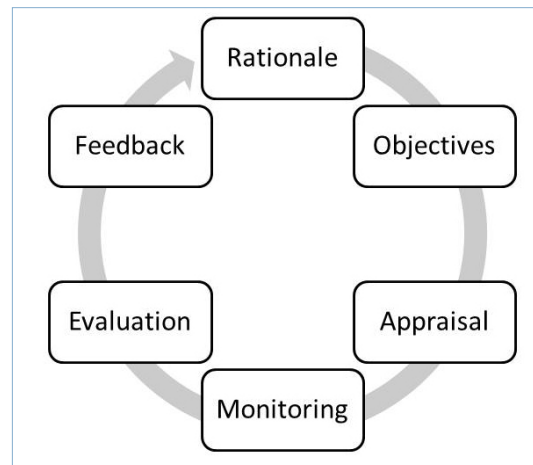 Rationale
Objectives
Appraisal
Monitoring
Evaluation
Feedback